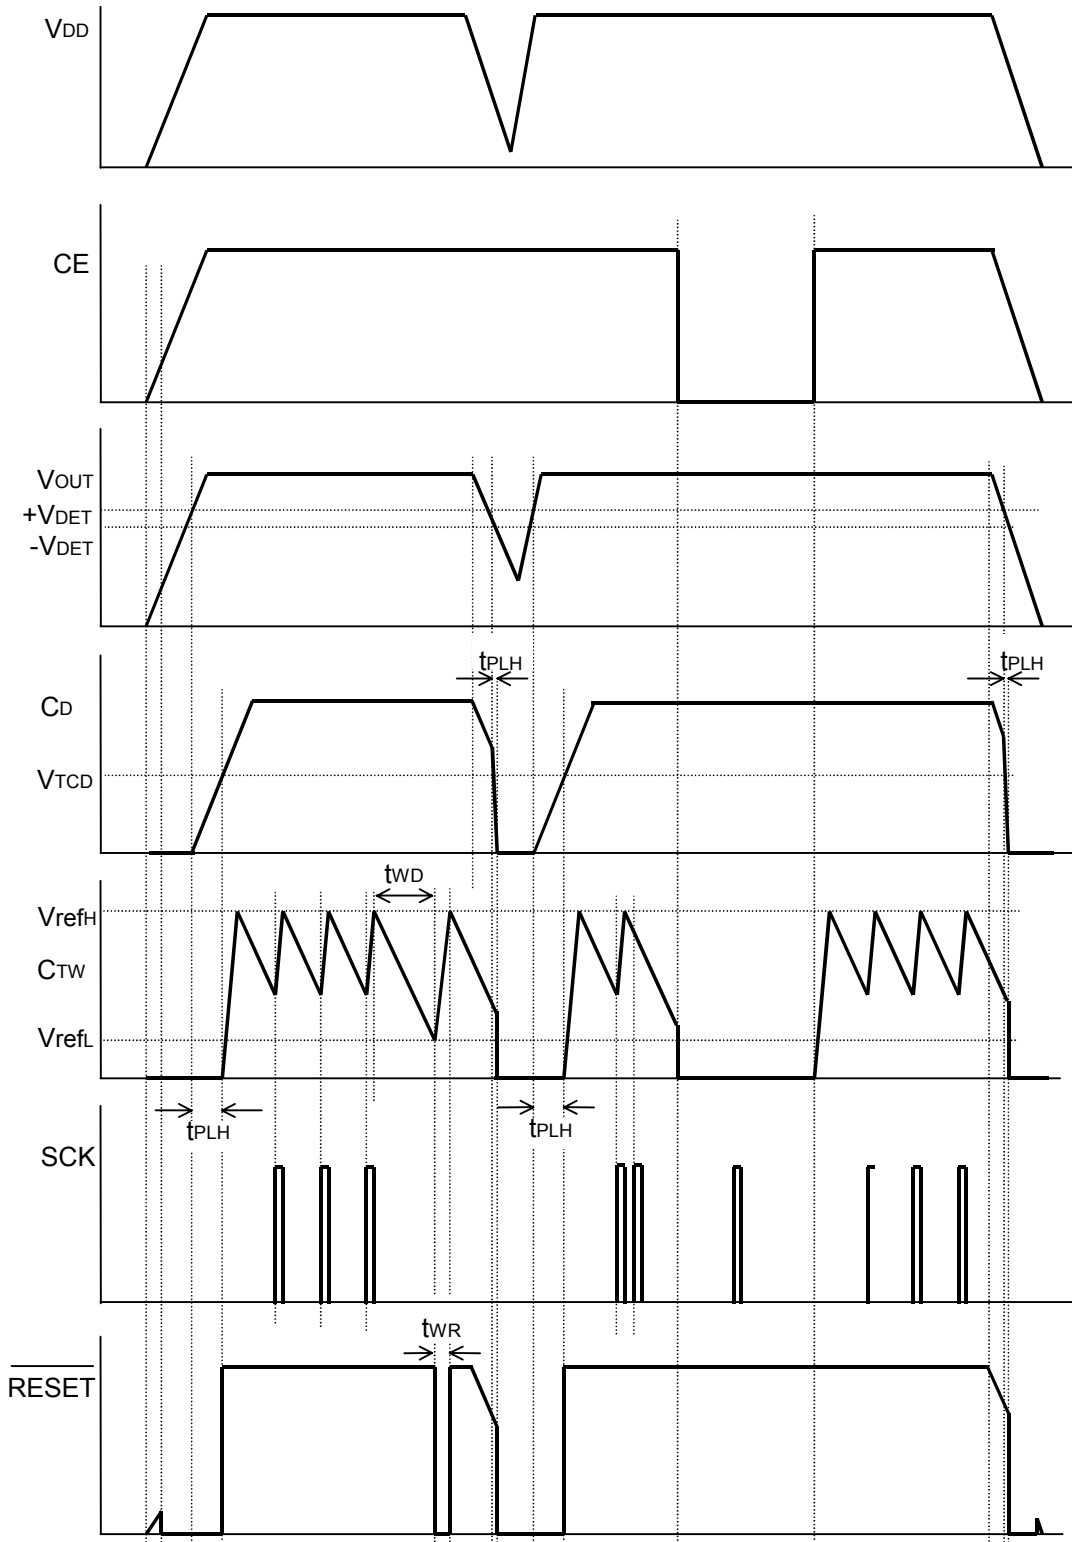 VDD
CE
VOUT
+VDET
-VDET
tPLH
tPLH
CD
VTCD
tWD
VrefH
CTW
VrefL
tPLH
tPLH
SCK
tWR
RESET